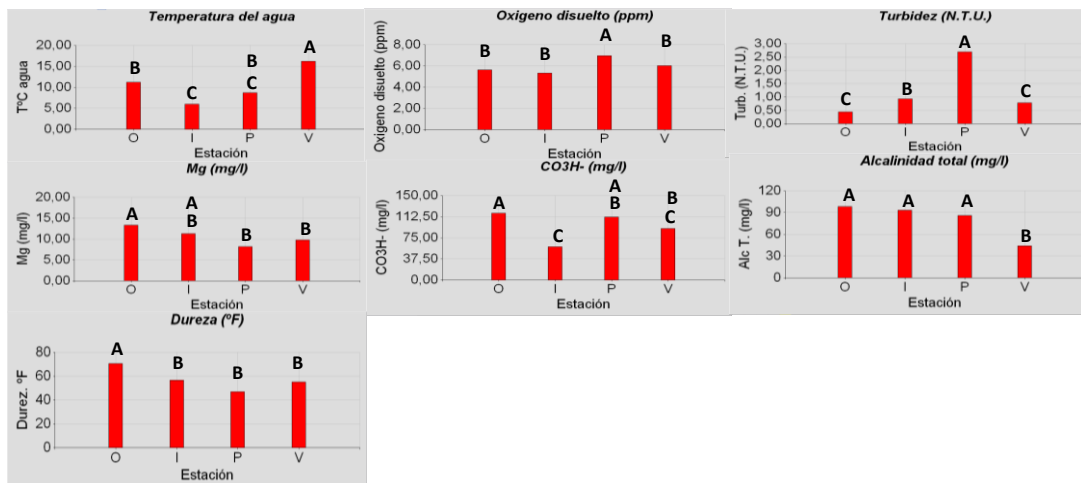 Temperatura del agua
TºC agua
20,00
15,00
10,00
5,00
0,00
B
C
B
C
A
O I P V
Estación
Oxigeno disuelto (ppm)
Oxigeno disuelto (ppm)
8,00
6,00
4,00
2,00
0,00
B
B
A
B
O I P V
Estación
Turbidez (N.T.U.)
Turb. (N.T.U.)
3,00
2,50
2,00
1,50
1,00
0,50
0,00
C
B
A
C
O I P V
Estación
Mg (mg/l)
Mg (mg/l)
20,00
15,00
10,00
5,00
0,00
A
A
B
B
B
O I P V
Estación
CO3H- (mg/l)
CO3H- (mg/l)
150,00
112,50
75,00
37,50
0,00
A
C
A
B
B
C
O I P V
Estación
Alcalinidad total (mg/l)
Alc T. (mg/l)
120
90
60
30
0
A
A
A
B
O I P V
Estación
Dureza (ºF)
Durez. ºF
80
60
40
20
0
A
B
B
B
O I P V
Estación